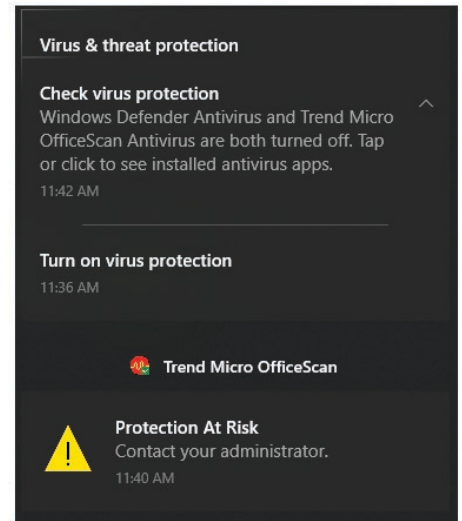 Virus & threat protection
Check virus protection
Windows Defender Antivirus and Trend Micro
OfficeScan Antivirus are both turned off. Tap
or click to see installed antivirus apps.
11:42 AM
Turn on virus protection
11:36 AM
Trend Micro OfficeScan
Protection At Risk
Contact your administrator.
11:40 AM